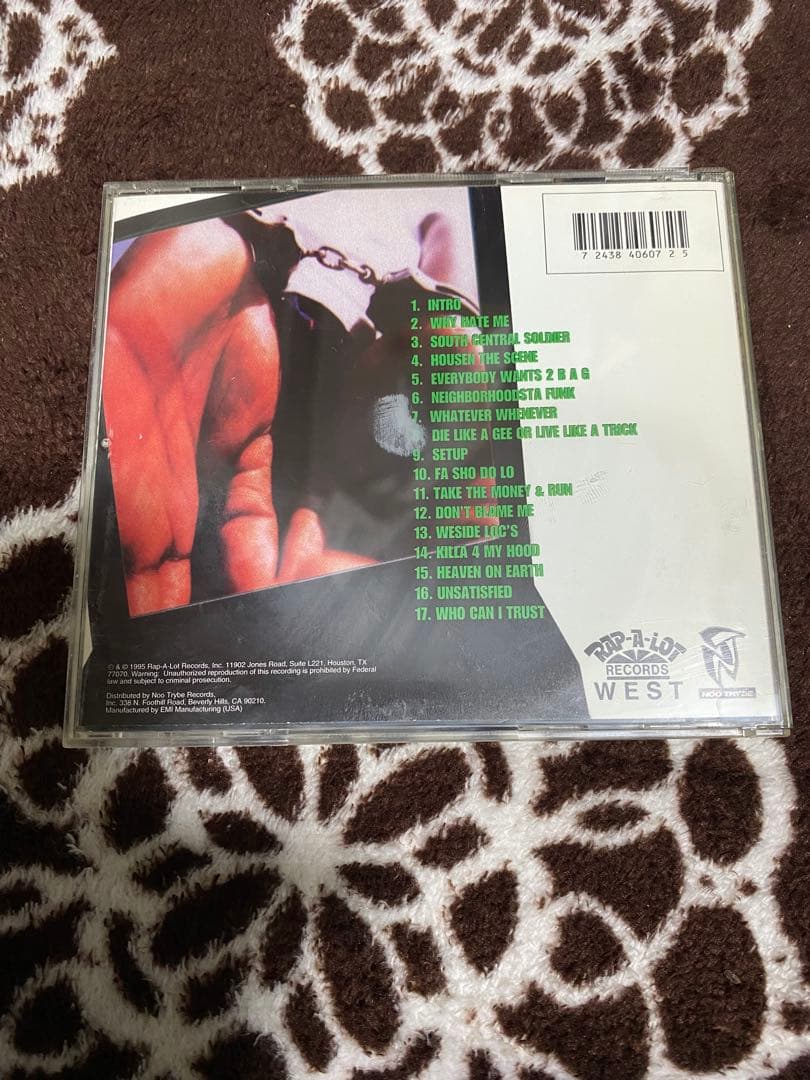 7 24384 06072 5
1. INTRO
2. WHY HATE ME
3. SOUTH CENTRAL SOLDIER
4. HOUSEN THE SCENE
5. EVERYBODY WANTS 2 B A G
6. NEIGHBORHOODSTA FUNK
7. WHATEVER WHENEVER
8. DIE LIKE A GEE OR LIVE LIKE A TRICK
9. SETUP
10. FA SHO DO LO
11. TAKE THE MONEY & RUN
12. DON'T BLAME ME
13. WESIDE LOC'S
14. KILLA 4 MY HOOD
15. HEAVEN ON EARTH
16. UNSATISFIED
17. WHO CAN I TRUST
RAP-A-LOT
RECORDS
WEST
NOO TRYBE
℗ & © 1995 Rap-A-Lot Records, Inc. 11902 Jones Road, Suite L221, Houston, TX
77070. Warning: Unauthorized reproduction of this recording is prohibited by Federal
law and subject to criminal prosecution.
Distributed by Noo Trybe Records,
Inc. 338 N. Foothill Road, Beverly Hills, CA 90210.
Manufactured by EMI Manufacturing (USA)